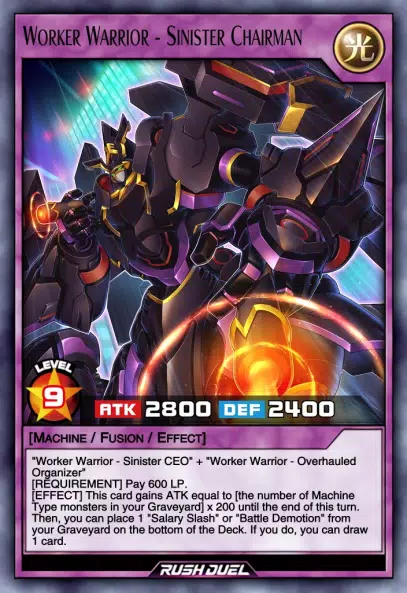 Worker Warrior - Sinister Chairman
光
LEVEL
9
ATK 2800 DEF 2400
[Machine / Fusion / Effect]
"Worker Warrior - Sinister CEO" + "Worker Warrior - Overhauled
Organizer"
[REQUIREMENT] Pay 600 LP.
[EFFECT] This card gains ATK equal to [the number of Machine
Type monsters in your Graveyard] x 200 until the end of this turn.
Then, you can place 1 "Salary Slash" or "Battle Demotion" from
your Graveyard on the bottom of the Deck. If you do, you can draw
1 card.
RUSH DUEL